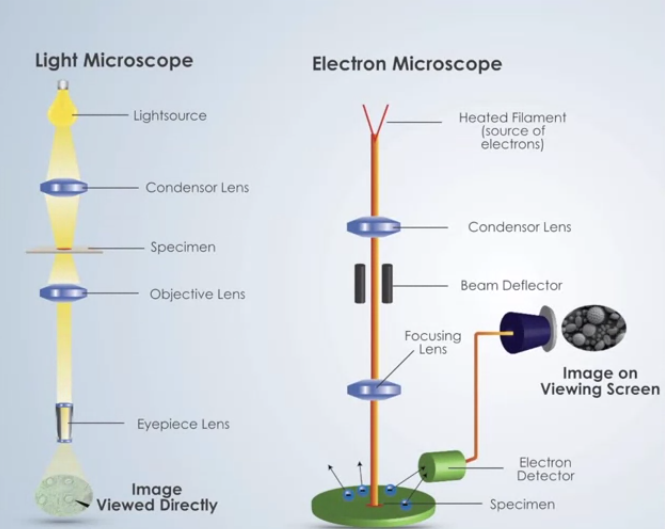 Light Microscope
Lightsource
Condensor Lens
Specimen
Objective Lens
Eyepiece Lens
Image
Viewed Directly
Electron Microscope
Heated Filament
(source of
electrons)
Condensor Lens
Beam Deflector
Focusing
Lens
Image on
Viewing Screen
Electron
Detector
Specimen